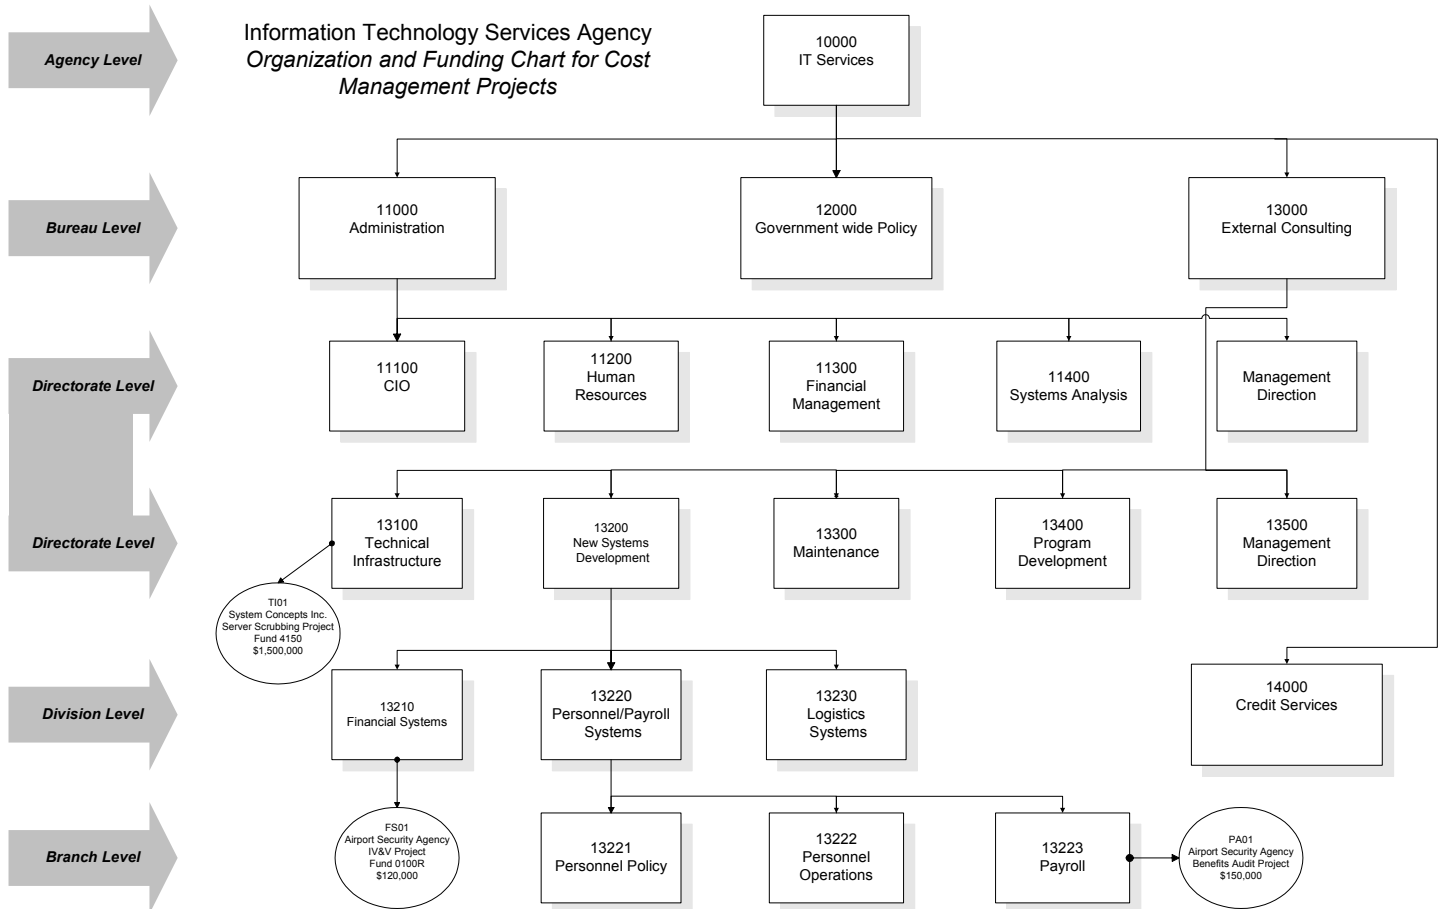 Information Technology Services Agency
Organization and Funding Chart for Cost
Management Projects
Agency Level
10000
IT Services
Bureau Level
11000
Administration
12000
Government wide Policy
13000
External Consulting
Directorate Level
11100
CIO
11200
Human
Resources
11300
Financial
Management
11400
Systems Analysis
Management
Direction
Directorate Level
13100
Technical
Infrastructure
13200
New Systems
Development
13300
Maintenance
13400
Program
Development
13500
Management
Direction
TI01
System Concepts Inc.
Server Scrubbing Project
Fund 4150
$1,500,000
Division Level
13210
Financial Systems
13220
Personnel/Payroll
Systems
13230
Logistics
Systems
14000
Credit Services
Branch Level
FS01
Airport Security Agency
IV&V Project
Fund 0100R
$120,000
13221
Personnel Policy
13222
Personnel
Operations
13223
Payroll
PA01
Airport Security Agency
Benefits Audit Project
$150,000